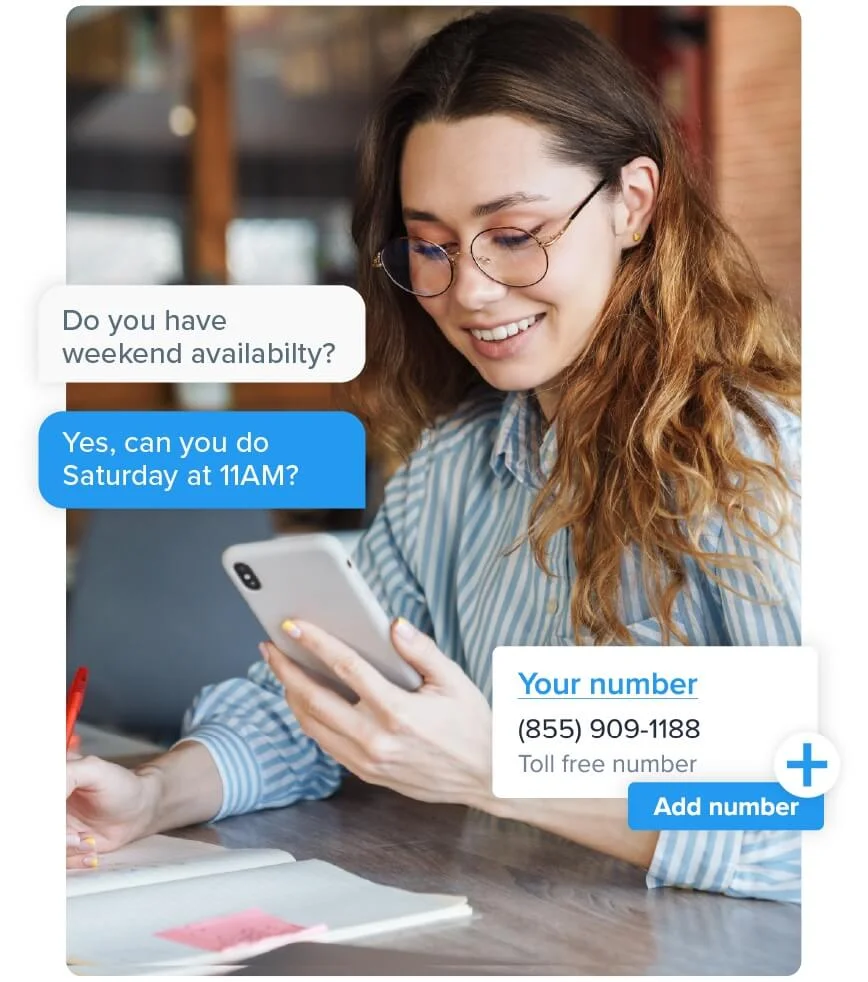 Do you have
weekend availabilty?
Yes, can you do
Saturday at 11AM?
Your number
(855) 909-1188
Toll free number
Add number